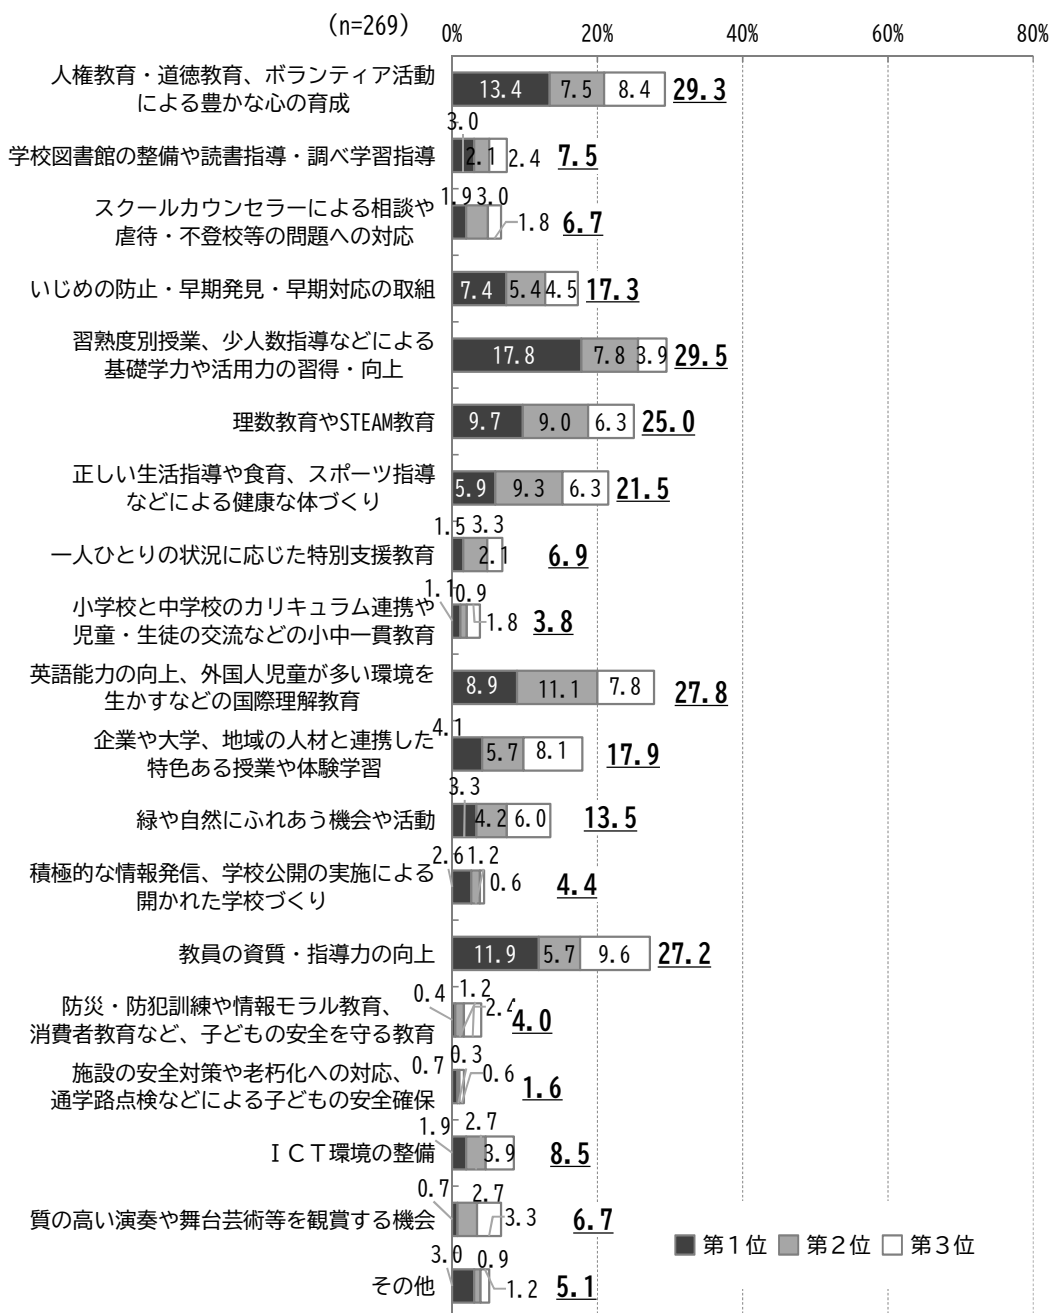 (n=269)
0% 20% 40% 60% 80%
人権教育・道徳教育、ボランティア活動
による豊かな心の育成
13.4 7.5 8.4 29.3
3.0
学校図書館の整備や読書指導・調べ学習指導 2.1 2.4 7.5
1.9 3.0
スクールカウンセラーによる相談や
虐待・不登校等の問題への対応
1.8 6.7
いじめの防止・早期発見・早期対応の取組 7.4 5.4 4.5 17.3
習熟度別授業、少人数指導などによる
基礎学力や活用力の習得・向上
17.8 7.8 3.9 29.5
理数教育やSTEAM教育 9.7 9.0 6.3 25.0
正しい生活指導や食育、スポーツ指導
などによる健康な体づくり
5.9 9.3 6.3 21.5
1.5 3.3
一人ひとりの状況に応じた特別支援教育 2.1 6.9
1.1 0.9
小学校と中学校のカリキュラム連携や
児童・生徒の交流などの小中一貫教育
1.8 3.8
英語能力の向上、外国人児童が多い環境を
生かすなどの国際理解教育
8.9 11.1 7.8 27.8
4.1
企業や大学、地域の人材と連携した
特色ある授業や体験学習
5.7 8.1 17.9
3.3
緑や自然にふれあう機会や活動 4.2 6.0 13.5
2.6 1.2
積極的な情報発信、学校公開の実施による
開かれた学校づくり
0.6 4.4
教員の資質・指導力の向上 11.9 5.7 9.6 27.2
0.4 1.2
防災・防犯訓練や情報モラル教育、
消費者教育など、子どもの安全を守る教育
2.4 4.0
0.7 0.3
施設の安全対策や老朽化への対応、
通学路点検などによる子どもの安全確保
0.6 1.6
1.9 2.7
ＩＣＴ環境の整備 3.9 8.5
0.7 2.7
質の高い演奏や舞台芸術等を観賞する機会 3.3 6.7
第１位 第２位 第３位
3.0 0.9
その他 1.2 5.1